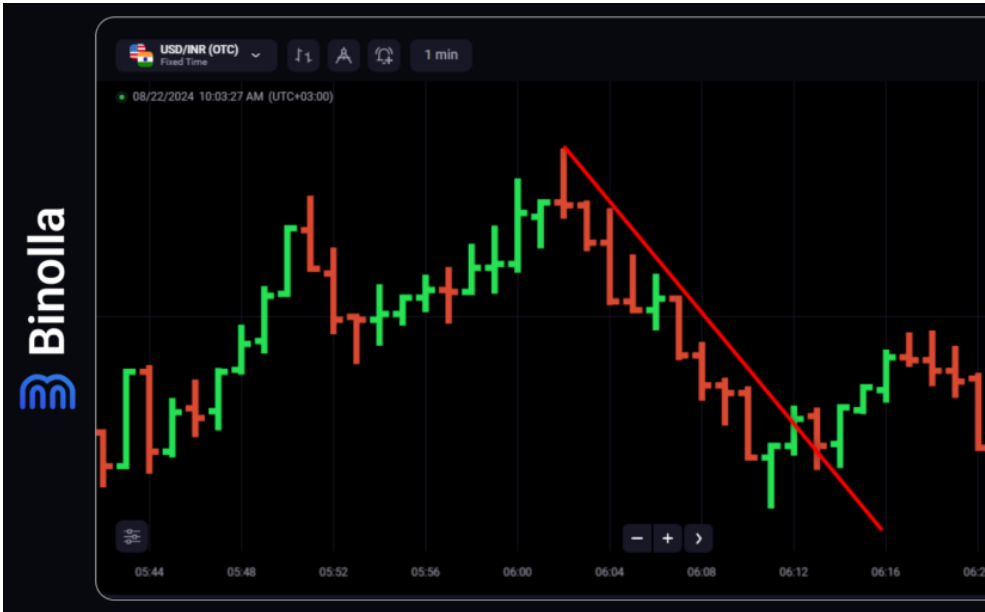 USD/INR (OTC)
Fixed Time
1 min
08/22/2024 10:03:27 AM (UTC+03:00)
Binolla
05:44 05:48 05:52 05:56 06:00 06:04 06:08 06:12 06:16